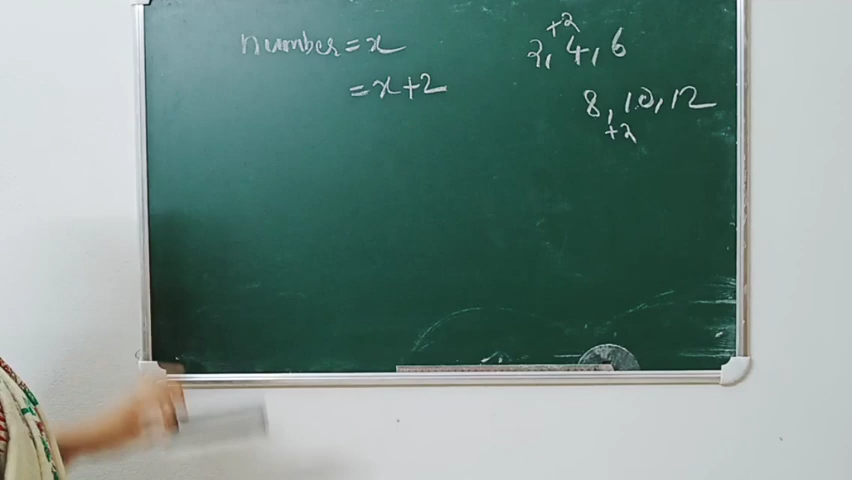 number = x
= x + 2
+2
2, 4, 6
8, 10, 12
+2